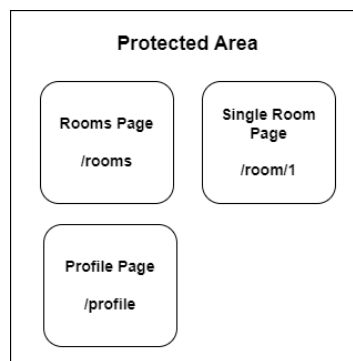 Protected Area
Rooms Page
/rooms
Single Room
Page
/room/1
Profile Page
/profile